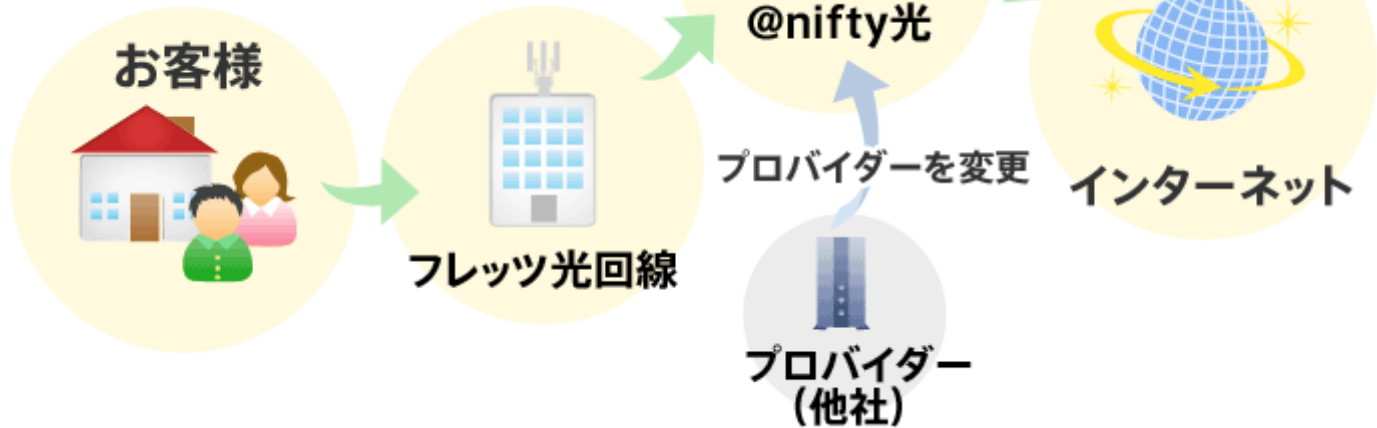 お客様
フレッツ光回線
@nifty光
プロバイダーを変更
プロバイダー
（他社）
インターネット